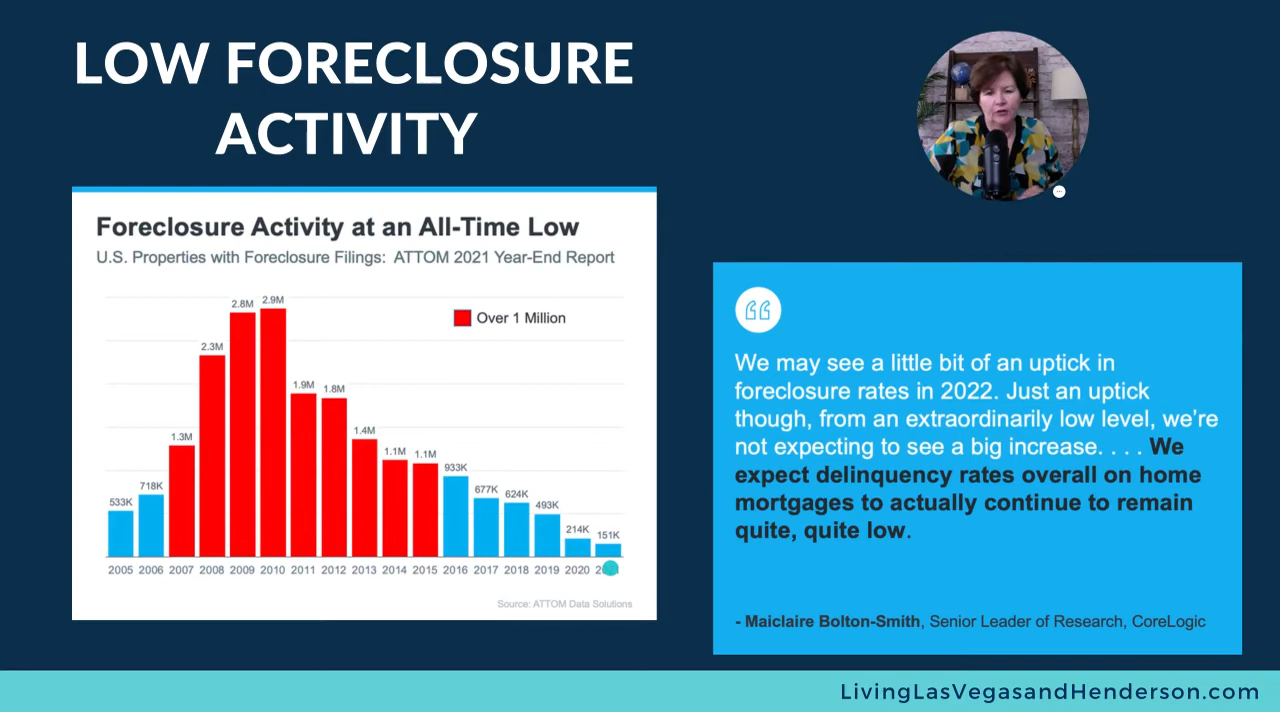 LOW FORECLOSURE
ACTIVITY
Foreclosure Activity at an All-Time Low
U.S. Properties with Foreclosure Filings: ATTOM 2021 Year-End Report
Over 1 Million
533K
718K
1.3M
2.3M
2.8M
2.9M
1.9M
1.8M
1.4M
1.1M
1.1M
933K
677K
624K
493K
214K
151K
2005 2006 2007 2008 2009 2010 2011 2012 2013 2014 2015 2016 2017 2018 2019 2020
Source: ATTOM Data Solutions
We may see a little bit of an uptick in
foreclosure rates in 2022. Just an uptick
though, from an extraordinarily low level, we’re
not expecting to see a big increase. . . . We
expect delinquency rates overall on home
mortgages to actually continue to remain
quite, quite low.
- Maiclaire Bolton-Smith, Senior Leader of Research, CoreLogic
LivingLasVegasandHenderson.com